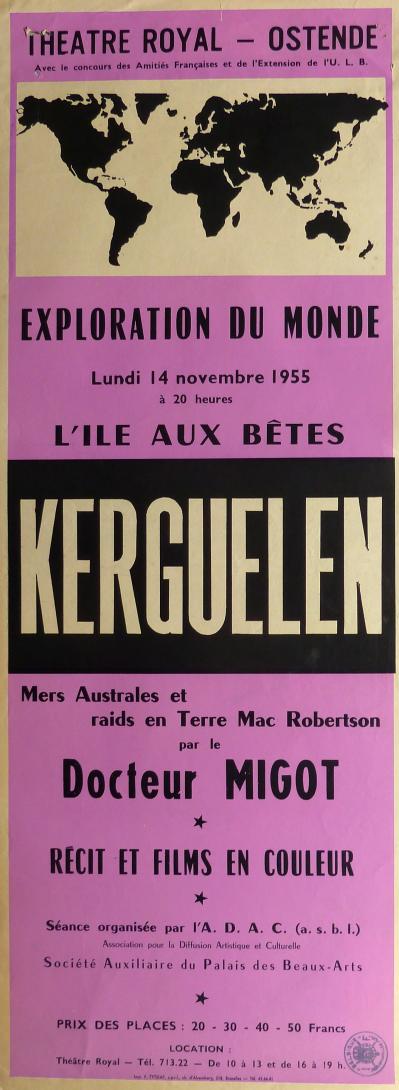 THEATRE ROYAL — OSTENDE
Avec le concours des Amitiés Françaises et de l'Extension de l'U. L. B.
EXPLORATION DU MONDE
Lundi 14 novembre 1955
à 20 heures
L'ILE AUX BÊTES
KERGUELEN
Mers Australes et
raids en Terre Mac Robertson
par le
Docteur MIGOT
RÉCIT ET FILMS EN COULEUR
Séance organisée par l'A. D. A. C. (a. s. b. l.)
Association pour la Diffusion Artistique et Culturelle
Société Auxiliaire du Palais des Beaux-Arts
PRIX DES PLACES : 20 - 30 - 40 - 50 Francs
LOCATION :
Théâtre Royal — Tél. 713.22 — De 10 à 13 et de 16 à 19 h.